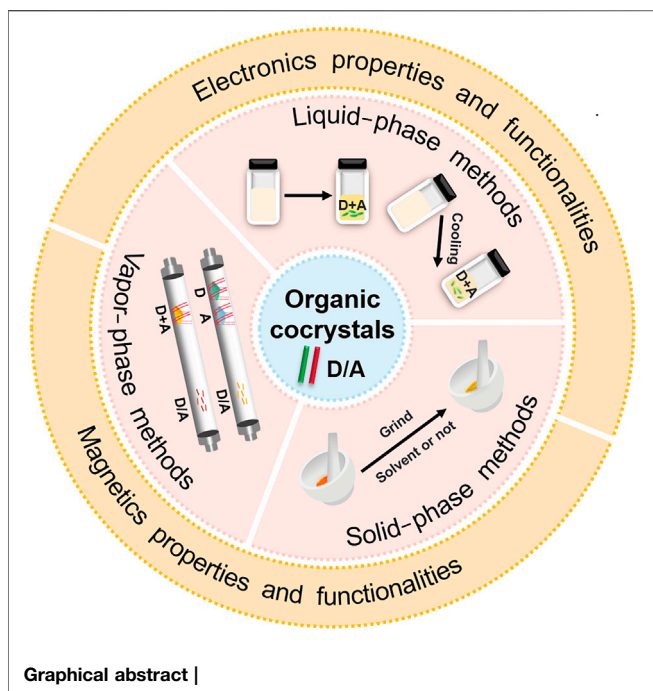 Electronics properties and functionalities
Liquid-phase methods
D+A
Cooling
D+A
Vapor-phase methods
D+A
D A
D/A
D/A
Organic
cocrystals
D/A
Grind
Solvent or not
Solid-phase methods
Magnetics properties and functionalities
Graphical abstract |